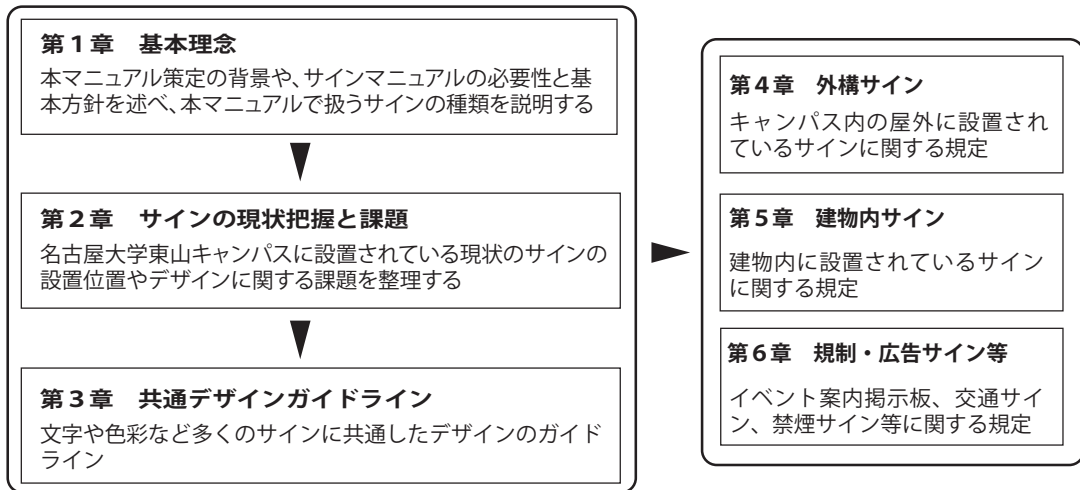 第1章　基本理念
本マニュアル策定の背景や、サインマニュアルの必要性と基
本方針を述べ、本マニュアルで扱うサインの種類を説明する
第2章　サインの現状把握と課題
名古屋大学東山キャンパスに設置されている現状のサインの
設置位置やデザインに関する課題を整理する
第3章　共通デザインガイドライン
文字や色彩など多くのサインに共通したデザインのガイド
ライン
第4章　外構サイン
キャンパス内の屋外に設置され
ているサインに関する規定
第5章　建物内サイン
建物内に設置されているサイン
に関する規定
第6章　規制・広告サイン等
イベント案内掲示板、交通サイ
ン、禁煙サイン等に関する規定